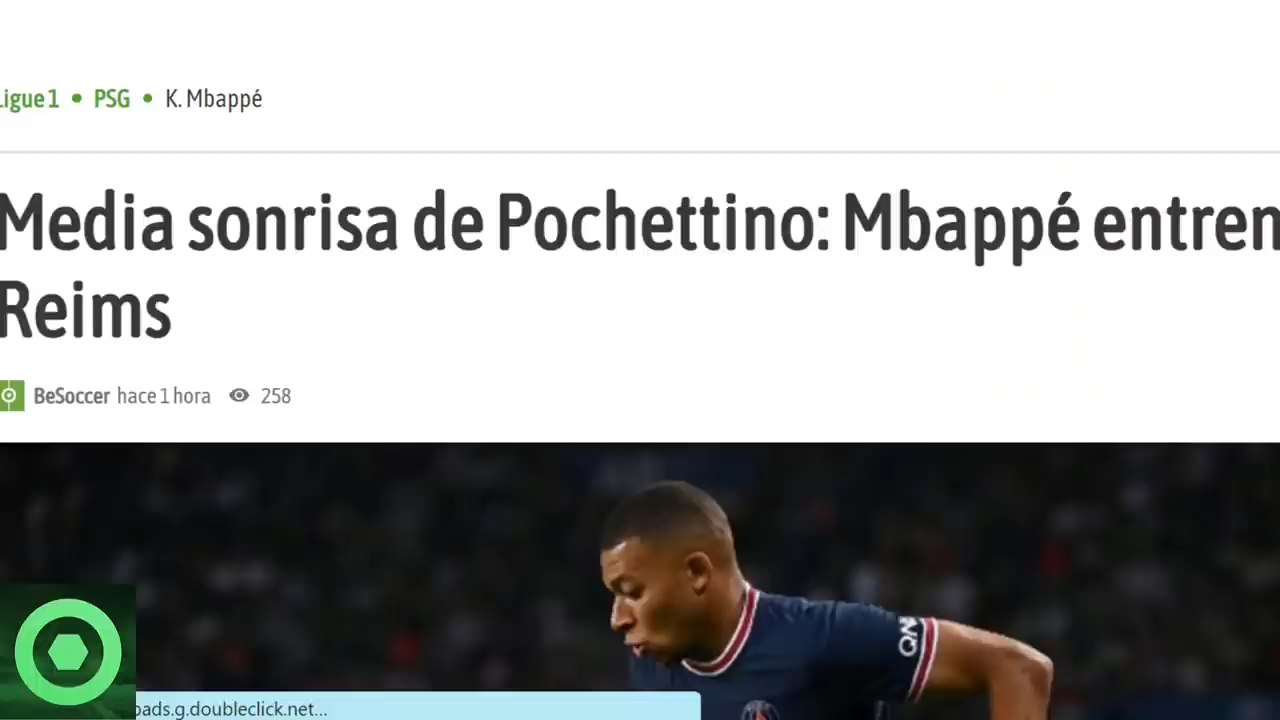 Ligue 1 • PSG • K. Mbappé
Media sonrisa de Pochettino: Mbappé entren
Reims
BeSoccer hace 1 hora 258
QN
ads.g.doubleclick.net...